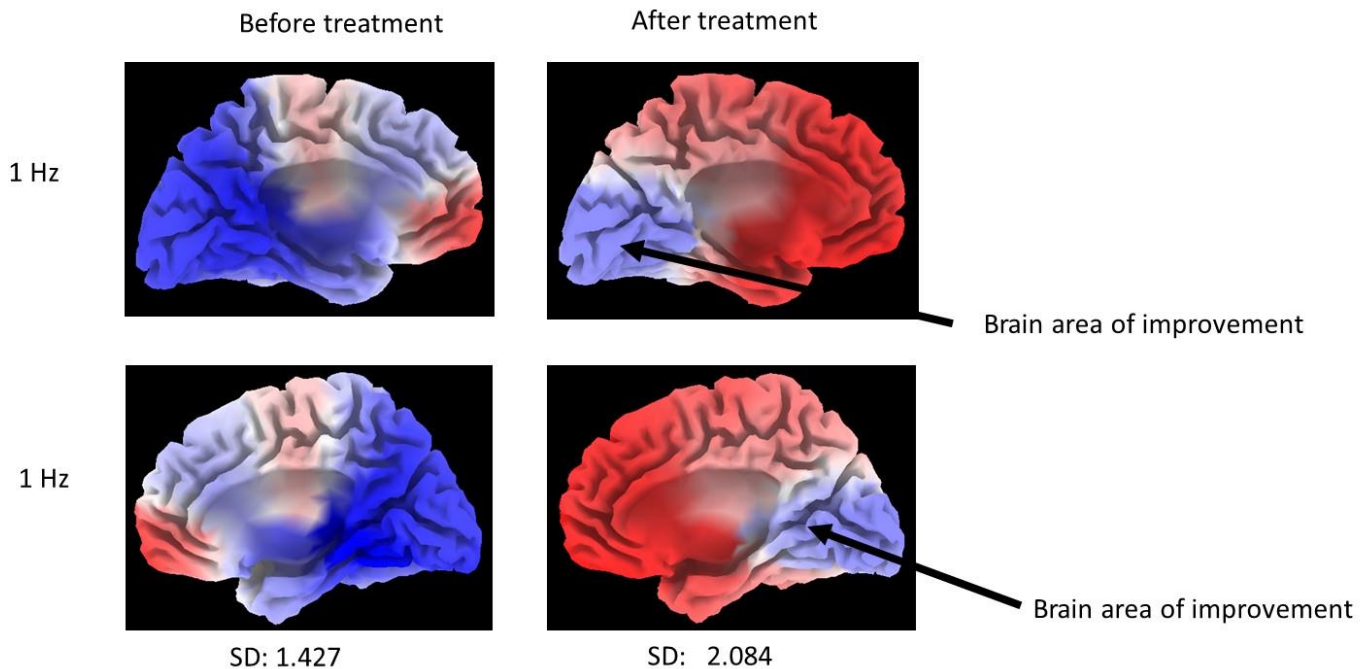 Before treatment
After treatment
1 Hz
Brain area of improvement
1 Hz
Brain area of improvement
SD: 1.427
SD: 2.084